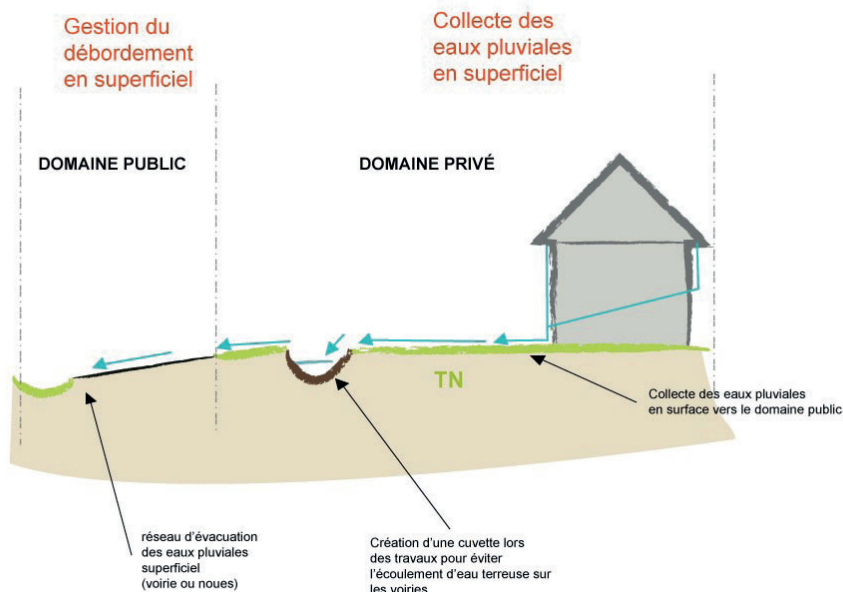 Gestion du
débordement
en superficiel
Collecte des
eaux pluviales
en superficiel
DOMAINE PUBLIC
DOMAINE PRIVÉ
TN
Collecte des eaux pluviales
en surface vers le domaine public
réseau d'évacuation
des eaux pluviales
superficiel
(voirie ou noues)
Création d'une cuvette lors
des travaux pour éviter
l'écoulement d'eau terreuse sur
les voiries